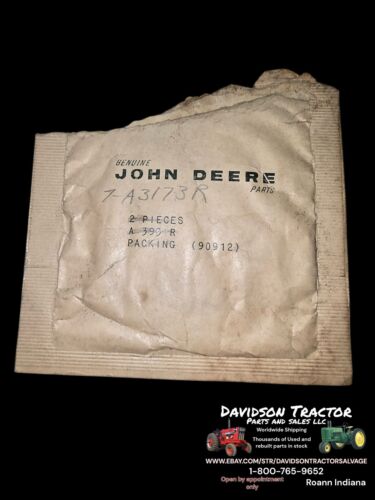 GENUINE
JOHN DEERE
PARTS
7-A3173R
2 PIECES
A 390 R
PACKING (90912)
DAVIDSON TRACTOR
PARTS AND SALES LLC
Worldwide Shipping
Thousands of Used and
rebuilt parts in stock
WWW.EBAY.COM/STR/DAVIDSONTRACTORSALVAGE
1-800-765-9652
Open by appointment
only
Roann Indiana